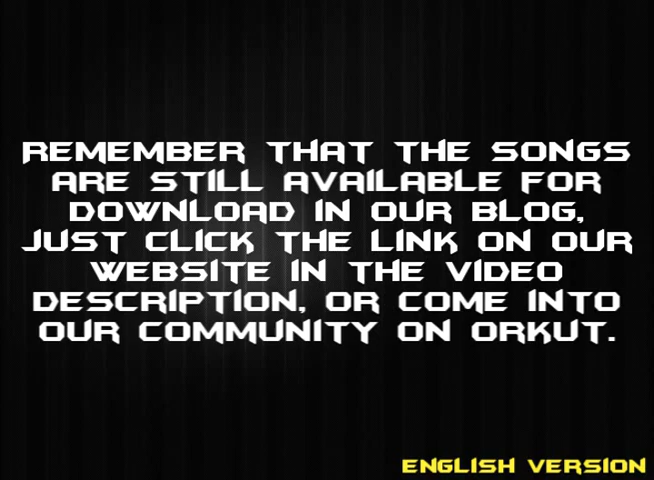 REMEMBER THAT THE SONGS
ARE STILL AVAILABLE FOR
DOWNLOAD IN OUR BLOG,
JUST CLICK THE LINK ON OUR
WEBSITE IN THE VIDEO
DESCRIPTION, OR COME INTO
OUR COMMUNITY ON ORKUT.
ENGLISH VERSION